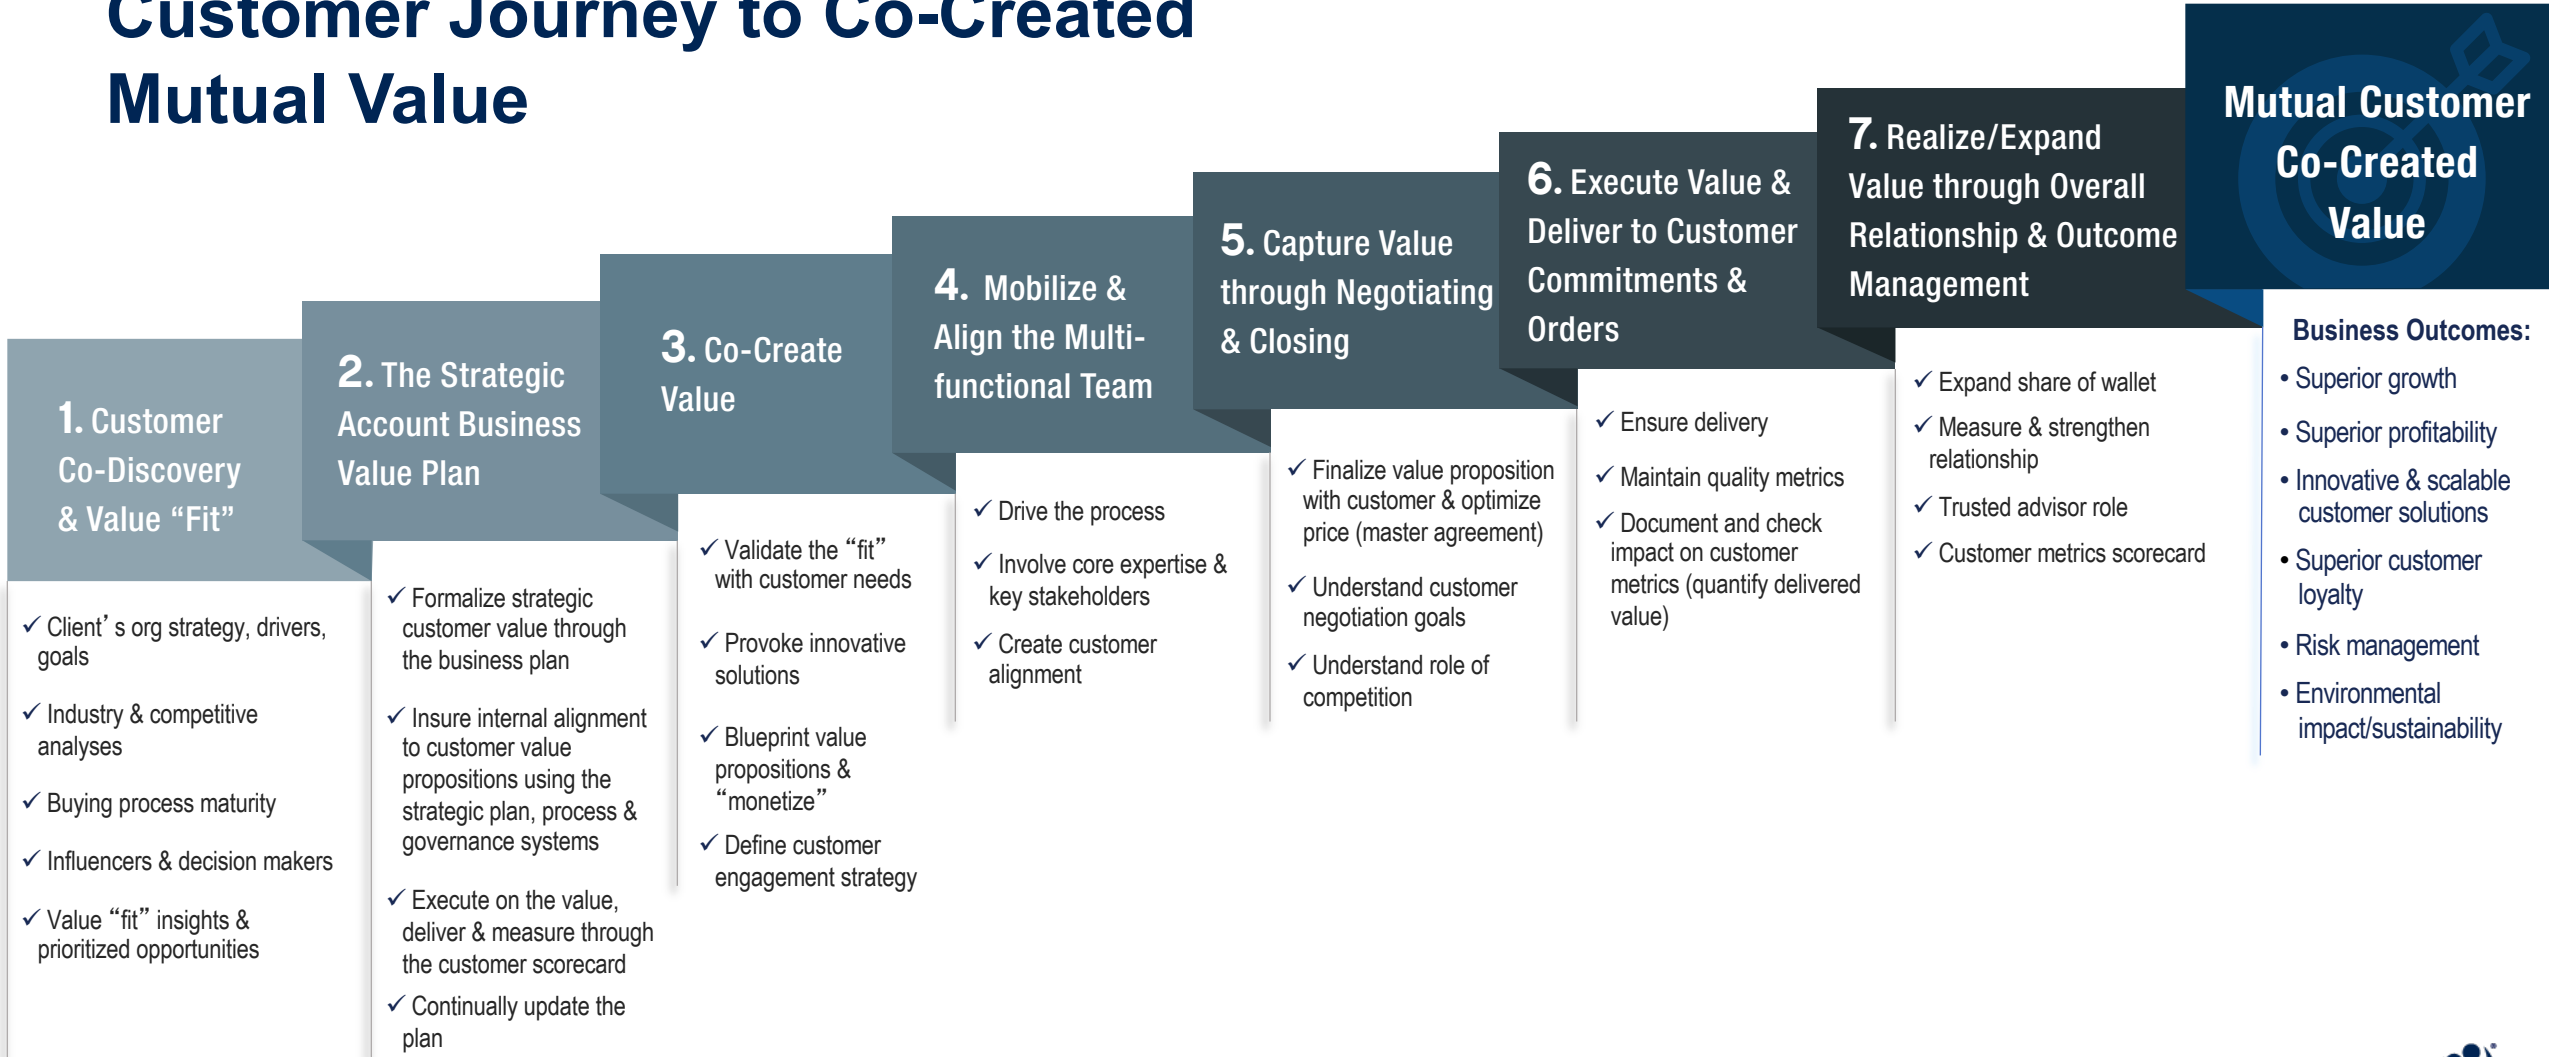 Customer Journey to Co-Created
Mutual Value
1. Customer
Co-Discovery
& Value “Fit”
✓ Client’s org strategy, drivers,
goals
✓ Industry & competitive
analyses
✓ Buying process maturity
✓ Influencers & decision makers
✓ Value “fit” insights &
prioritized opportunities
2. The Strategic
Account Business
Value Plan
✓ Formalize strategic
customer value through
the business plan
✓ Insure internal alignment
to customer value
propositions using the
strategic plan, process &
governance systems
✓ Execute on the value,
deliver & measure through
the customer scorecard
✓ Continually update the
plan
3. Co-Create
Value
✓ Validate the “fit”
with customer needs
✓ Provoke innovative
solutions
✓ Blueprint value
propositions &
“monetize”
✓ Define customer
engagement strategy
4. Mobilize &
Align the Multi-
functional Team
✓ Drive the process
✓ Involve core expertise &
key stakeholders
✓ Create customer
alignment
5. Capture Value
through Negotiating
& Closing
✓ Finalize value proposition
with customer & optimize
price (master agreement)
✓ Understand customer
negotiation goals
✓ Understand role of
competition
6. Execute Value &
Deliver to Customer
Commitments &
Orders
✓ Ensure delivery
✓ Maintain quality metrics
✓ Document and check
impact on customer
metrics (quantify delivered
value)
7. Realize/Expand
Value through Overall
Relationship & Outcome
Management
✓ Expand share of wallet
✓ Measure & strengthen
relationship
✓ Trusted advisor role
✓ Customer metrics scorecard
Mutual Customer
Co-Created
Value
Business Outcomes:
• Superior growth
• Superior profitability
• Innovative & scalable
customer solutions
• Superior customer
loyalty
• Risk management
• Environmental
impact/sustainability